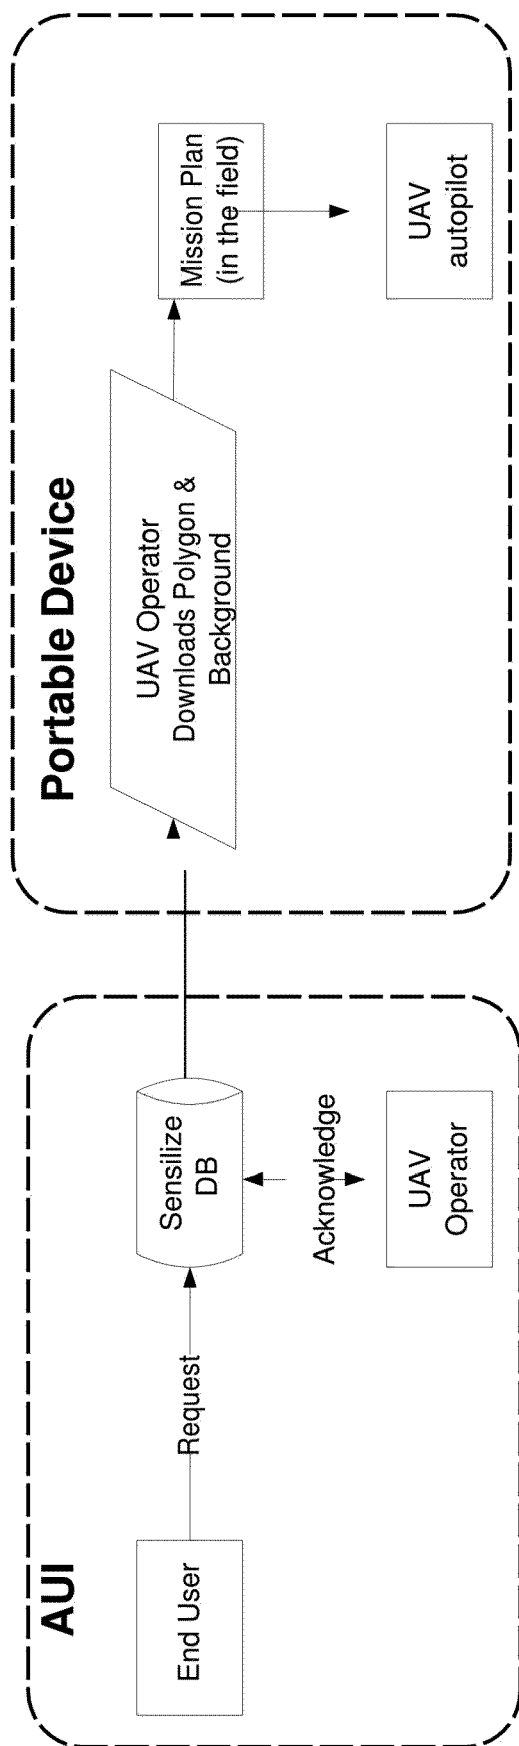 AUI
End User
Request
Sensilize
DB
Acknowledge
UAV
Operator
Portable Device
UAV Operator
Downloads Polygon &
Background
Mission Plan
(in the field)
UAV
autopilot